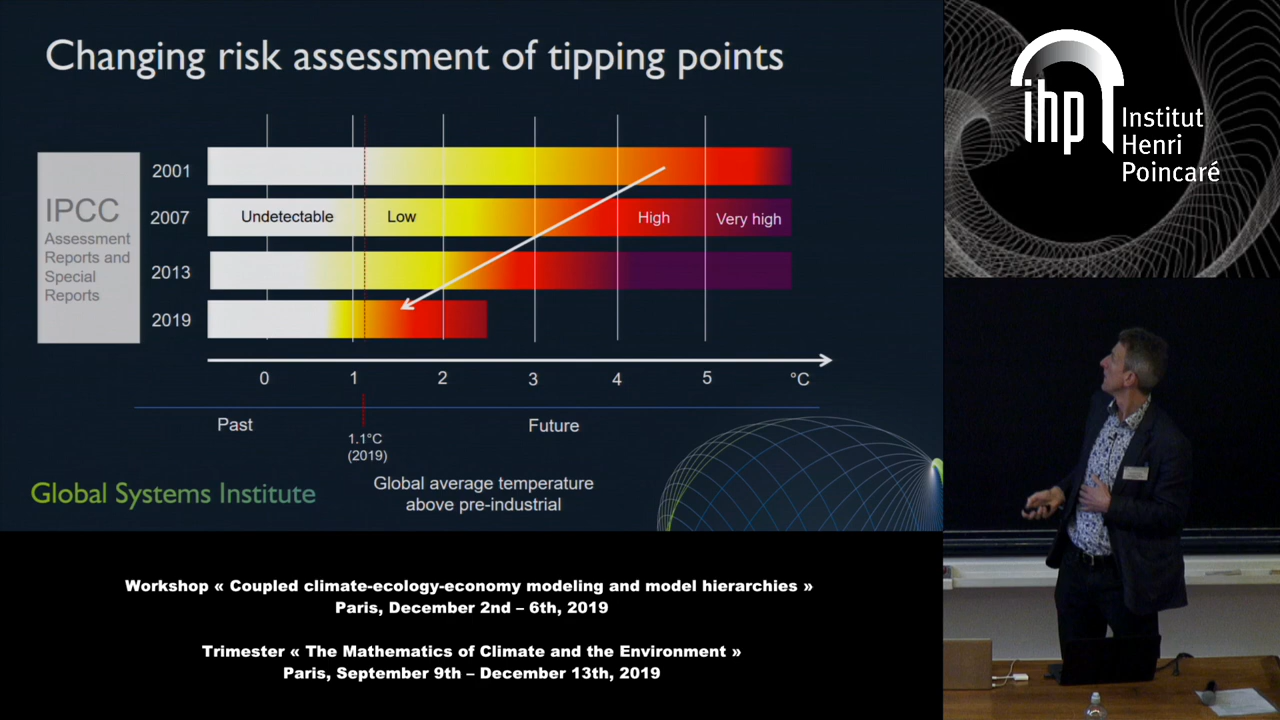 Changing risk assessment of tipping points
IPCC
Assessment
Reports and
Special
Reports
2001
2007
2013
2019
Undetectable
Low
High
Very high
0
1
2
3
4
5
°C
Past
Future
1.1°C
(2019)
Global average temperature
above pre-industrial
Global Systems Institute
ihp
Institut
Henri
Poincaré
Workshop « Coupled climate-ecology-economy modeling and model hierarchies »
Paris, December 2nd – 6th, 2019
Trimester « The Mathematics of Climate and the Environment »
Paris, September 9th – December 13th, 2019